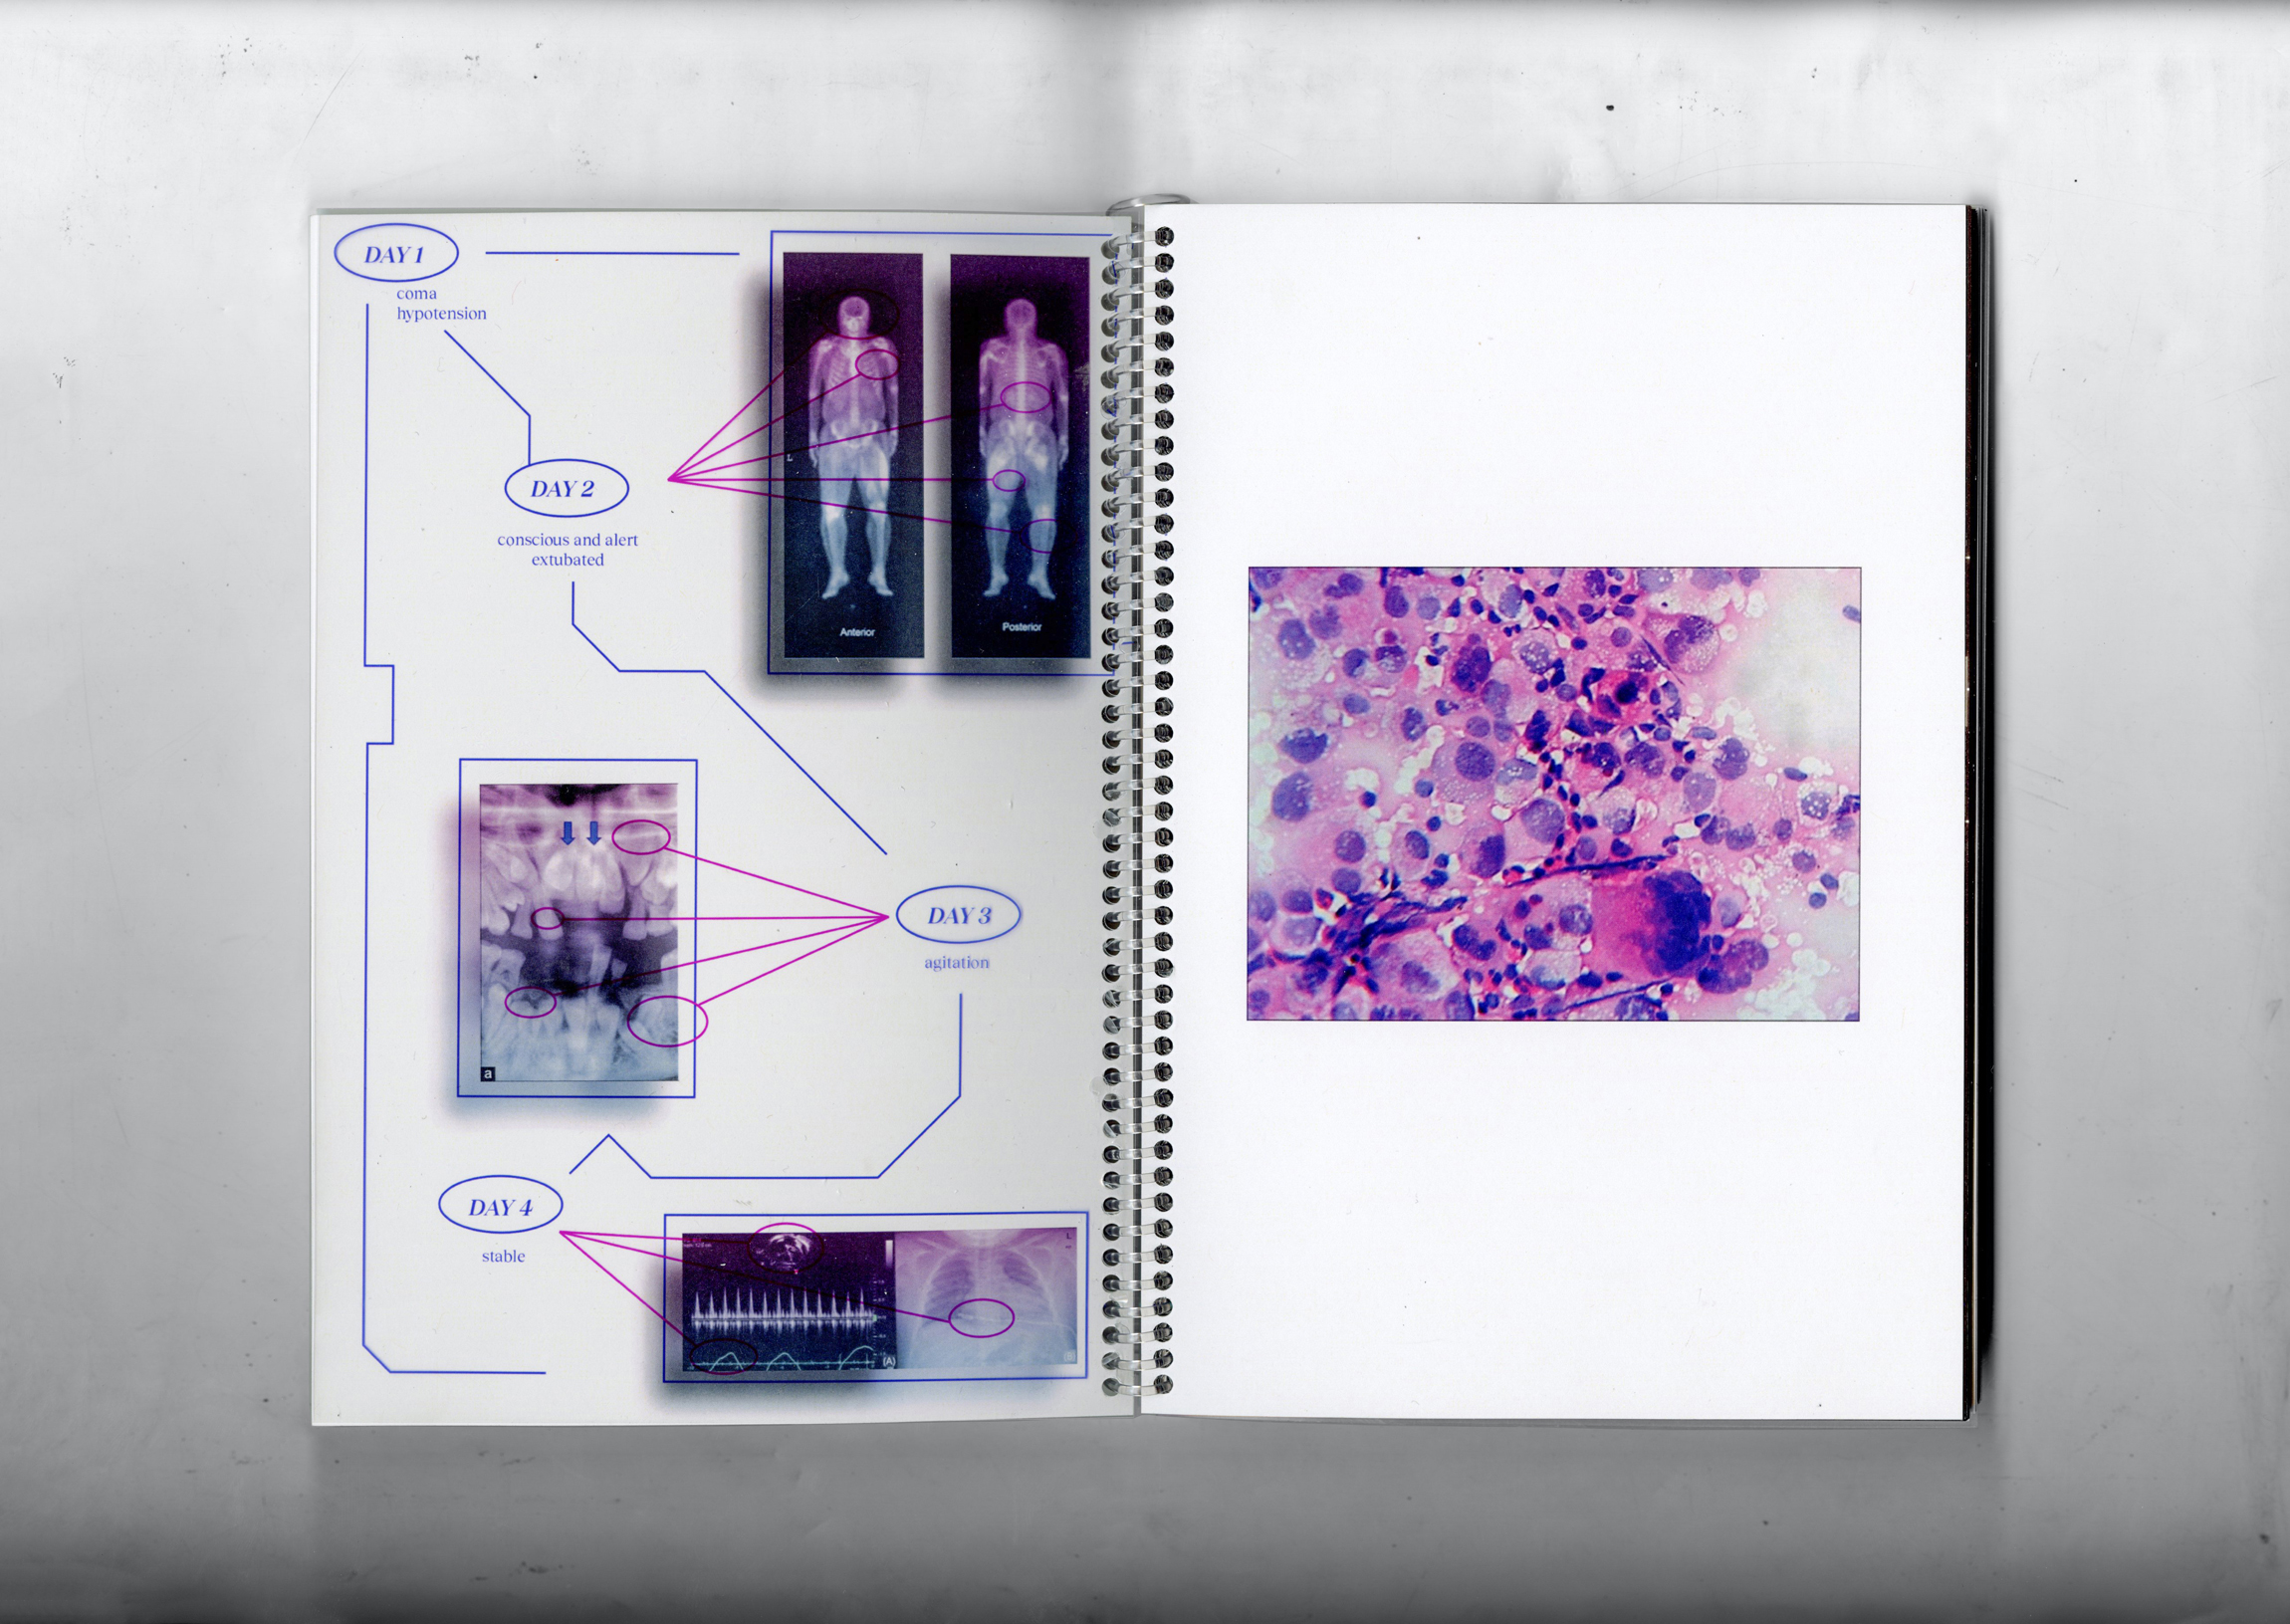 DAY 1
coma
hypotension
L
Anterior
Posterior
DAY 2
conscious and alert
extubated
DAY 3
agitation
a
DAY 4
stable
(A)
L